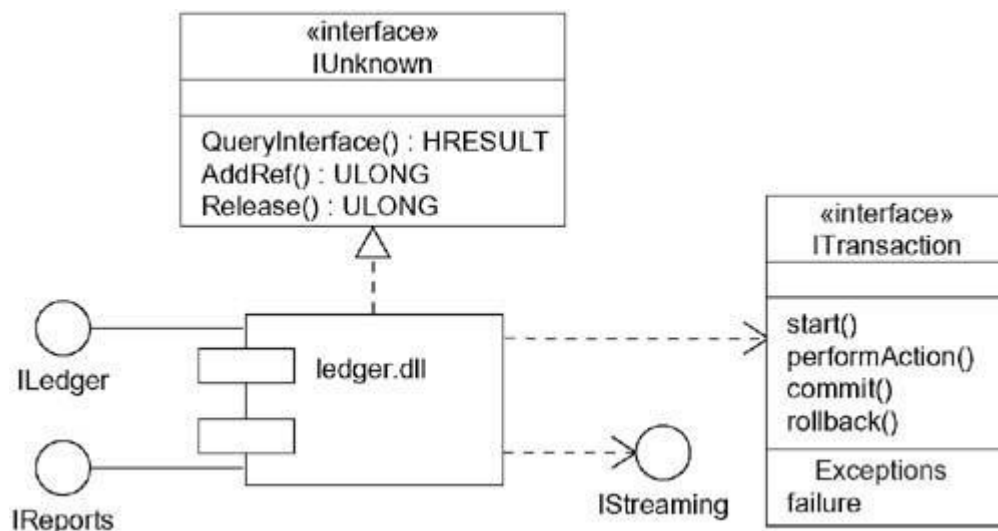 «interface»
IUnknown
QueryInterface() : HRESULT
AddRef() : ULONG
Release() : ULONG
«interface»
ITransaction
start()
performAction()
commit()
rollback()
Exceptions
failure
ILedger
ledger.dll
IReports
IStreaming